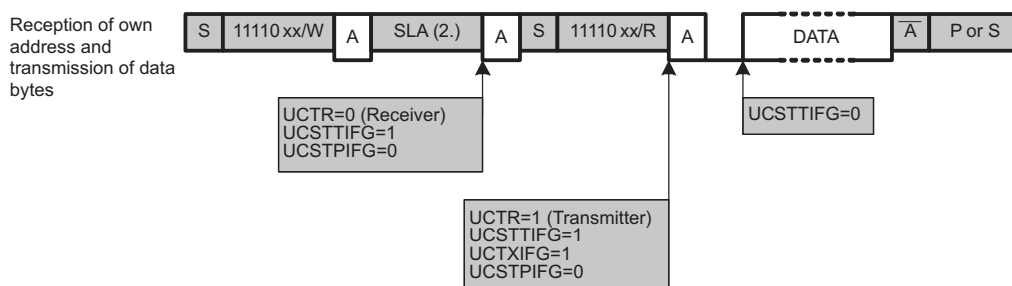 Reception of own
address and
transmission of data
bytes
S 11110 xx/W A SLA (2.) A S 11110 xx/R A DATA A P or S
UCTR=0 (Receiver)
UCSTTIFG=1
UCSTPIFG=0
UCSTTIFG=0
UCTR=1 (Transmitter)
UCSTTIFG=1
UCTXIFG=1
UCSTPIFG=0